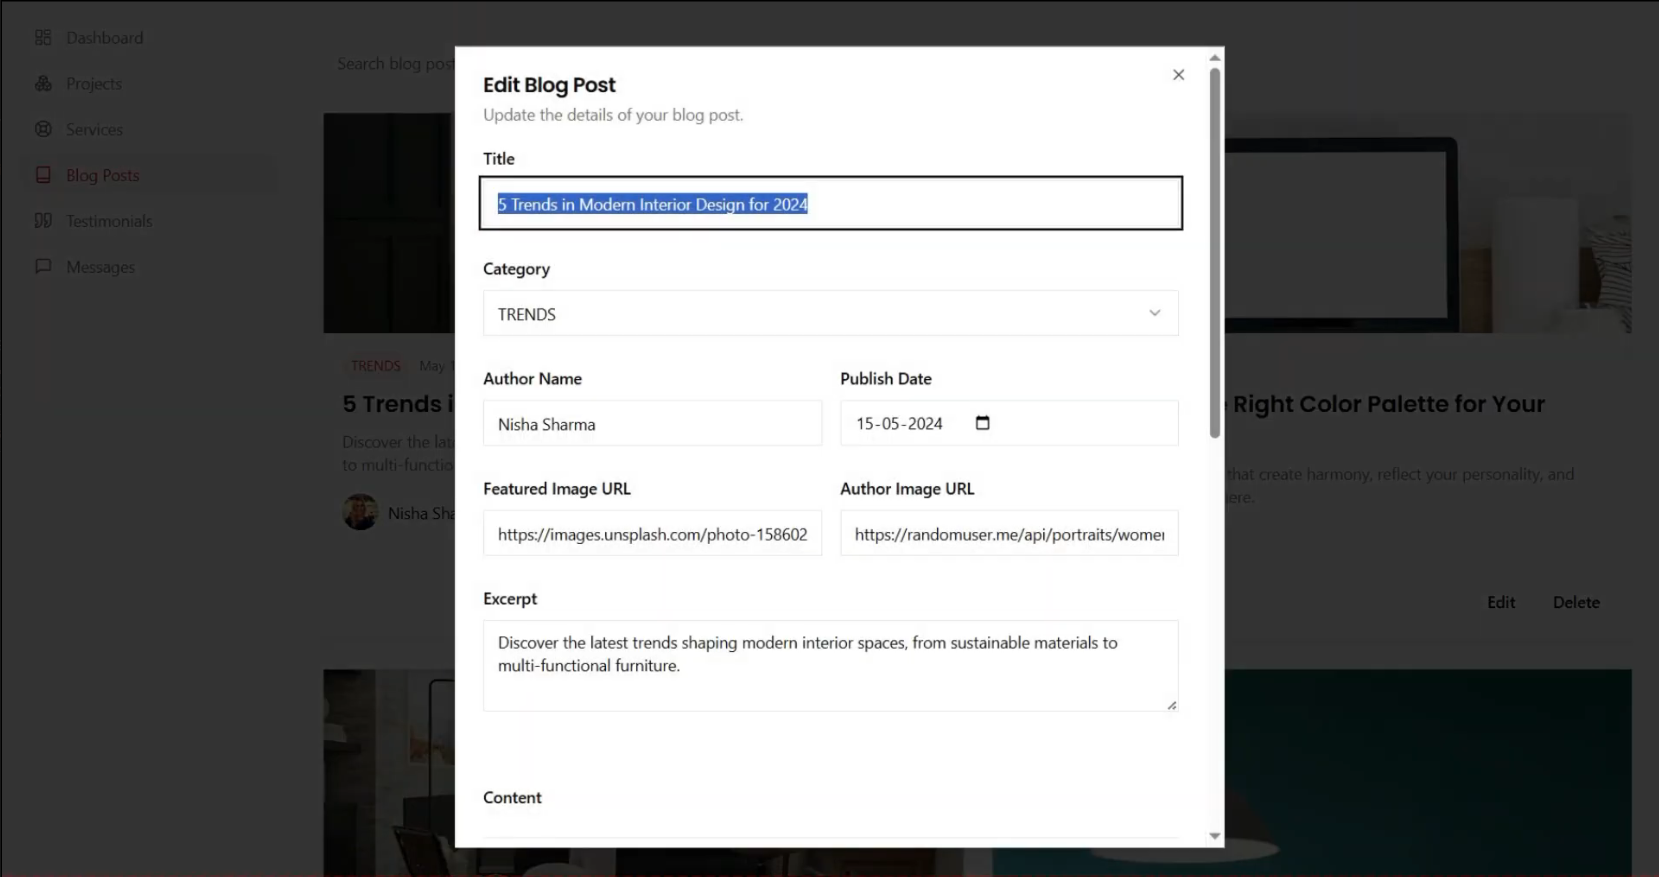 Dashboard
Projects
Services
Blog Posts
Testimonials
Messages
Search blog post
TRENDS May
5 Trends i
Discover the lat
to multi-functio
Nisha Sha
Edit Blog Post
Update the details of your blog post.
Title
5 Trends in Modern Interior Design for 2024
Category
TRENDS
Author Name
Nisha Sharma
Publish Date
15-05-2024
Featured Image URL
https://images.unsplash.com/photo-158602
Author Image URL
https://randomuser.me/api/portraits/women
Excerpt
Discover the latest trends shaping modern interior spaces, from sustainable materials to
multi-functional furniture.
Content
Right Color Palette for Your
that create harmony, reflect your personality, and
ere.
Edit Delete